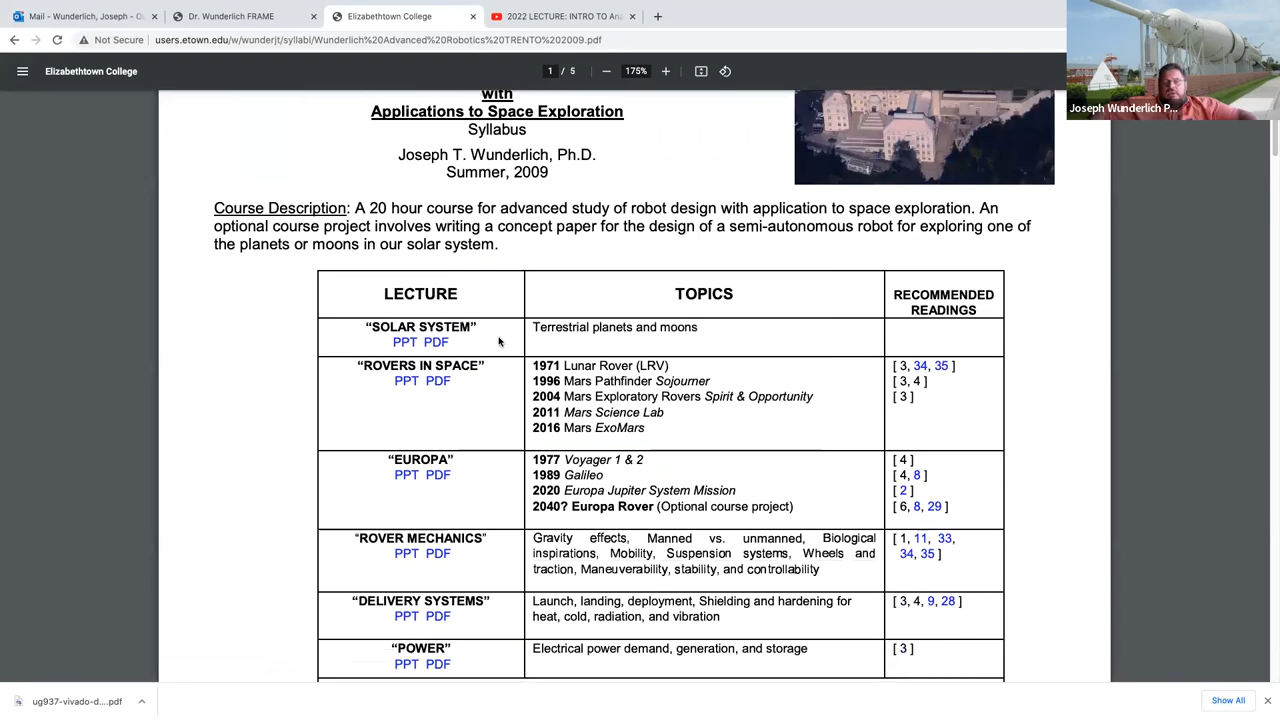 Mail - Wunderlich, Joseph - O
Dr. Wunderlich FRAME
Elizabethtown College
2022 LECTURE: INTRO TO An
Not Secure
users.etown.edu/w/wunderjt/syllabi/Wunderlich%20Advanced%20Robotics%20TRENTO%202009.pdf
Elizabethtown College
1 / 5
175%
Joseph Wunderlich P...
with
Applications to Space Exploration
Syllabus
Joseph T. Wunderlich, Ph.D.
Summer, 2009
Course Description: A 20 hour course for advanced study of robot design with application to space exploration. An
optional course project involves writing a concept paper for the design of a semi-autonomous robot for exploring one of
the planets or moons in our solar system.
LECTURE
TOPICS
RECOMMENDED
READINGS
“SOLAR SYSTEM”
PPT PDF
Terrestrial planets and moons
“ROVERS IN SPACE”
PPT PDF
1971 Lunar Rover (LRV)
1996 Mars Pathfinder Sojourner
2004 Mars Exploratory Rovers Spirit & Opportunity
2011 Mars Science Lab
2016 Mars ExoMars
[ 3, 34, 35 ]
[ 3, 4 ]
[ 3 ]
“EUROPA”
PPT PDF
1977 Voyager 1 & 2
1989 Galileo
2020 Europa Jupiter System Mission
2040? Europa Rover (Optional course project)
[ 4 ]
[ 4, 8 ]
[ 2 ]
[ 6, 8, 29 ]
“ROVER MECHANICS”
PPT PDF
Gravity effects, Manned vs. unmanned, Biological
inspirations, Mobility, Suspension systems, Wheels and
traction, Maneuverability, stability, and controllability
[ 1, 11, 33,
34, 35 ]
“DELIVERY SYSTEMS”
PPT PDF
Launch, landing, deployment, Shielding and hardening for
heat, cold, radiation, and vibration
[ 3, 4, 9, 28 ]
“POWER”
PPT PDF
Electrical power demand, generation, and storage
[ 3 ]
ug937-vivado-d....pdf
Show All